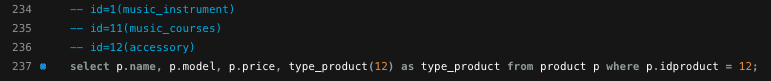 234 -- id=1(music_instrument)
235 -- id=11(music_courses)
236 -- id=12(accessory)
237 select p.name, p.model, p.price, type_product(12) as type_product from product p where p.idproduct = 12;